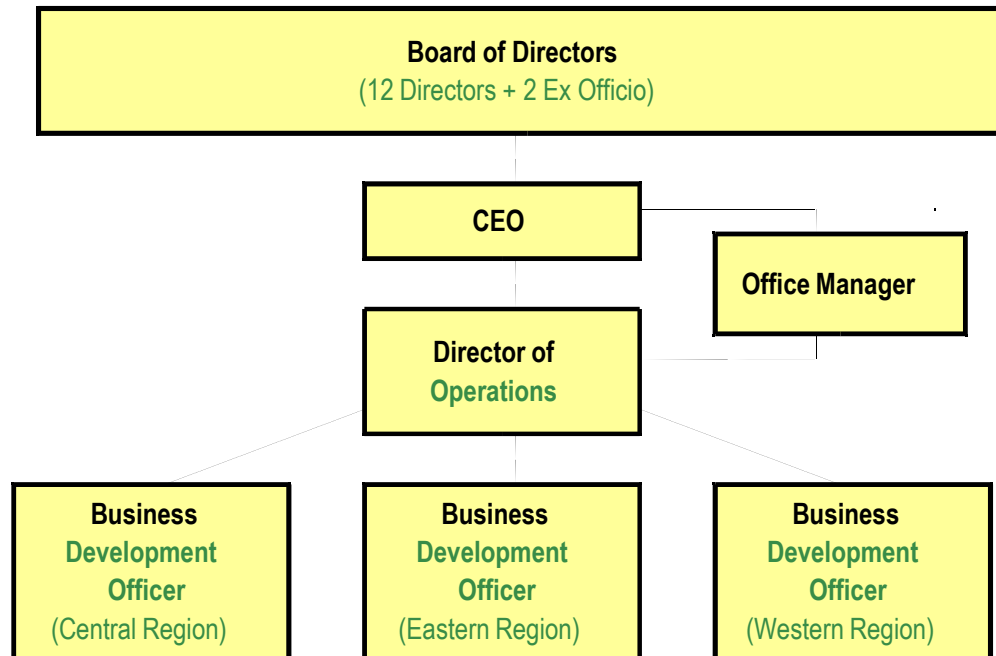 Board of Directors
(12 Directors + 2 Ex Officio)
CEO
Office Manager
Director of
Operations
Business
Development
Officer
(Central Region)
Business
Development
Officer
(Eastern Region)
Business
Development
Officer
(Western Region)